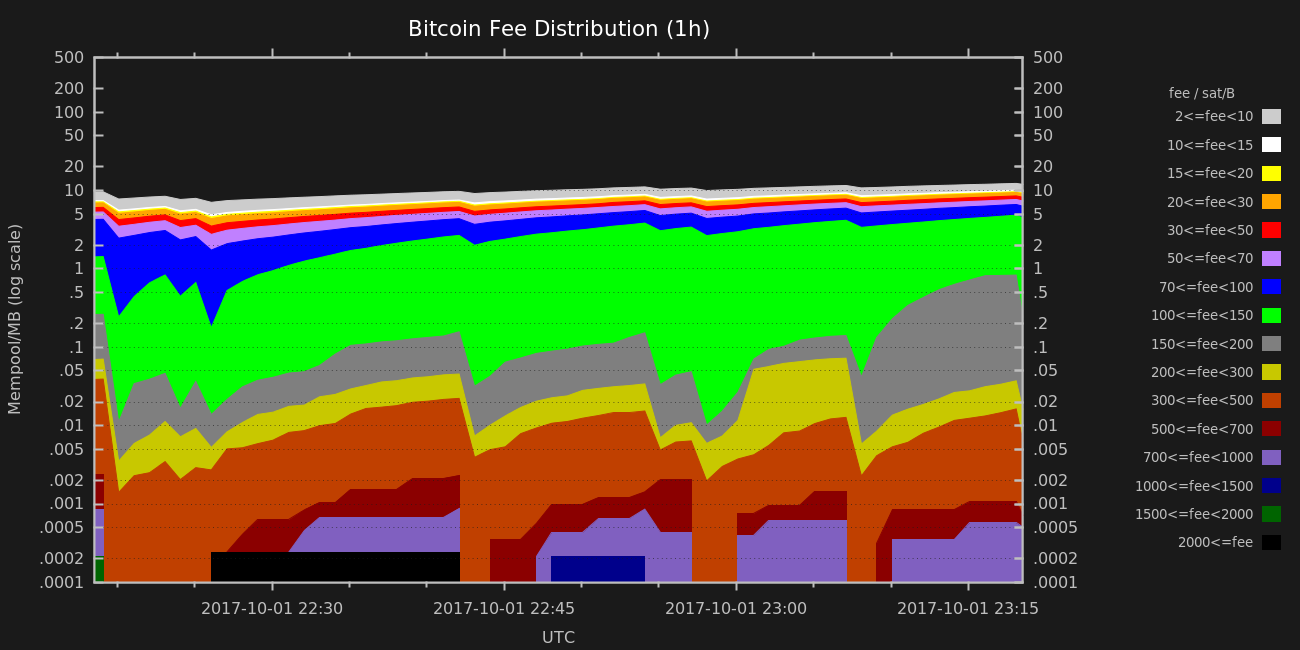 Bitcoin Fee Distribution (1h)
500
200
100
50
20
10
5
2
1
.5
.2
.1
.05
.02
.01
.005
.002
.001
.0005
.0002
.0001
Mempool/MB (log scale)
500
200
100
50
20
10
5
2
1
.5
.2
.1
.05
.02
.01
.005
.002
.001
.0005
.0002
.0001
2017-10-01 22:30
2017-10-01 22:45
2017-10-01 23:00
2017-10-01 23:15
UTC
fee / sat/B
2<=fee<10
10<=fee<15
15<=fee<20
20<=fee<30
30<=fee<50
50<=fee<70
70<=fee<100
100<=fee<150
150<=fee<200
200<=fee<300
300<=fee<500
500<=fee<700
700<=fee<1000
1000<=fee<1500
1500<=fee<2000
2000<=fee